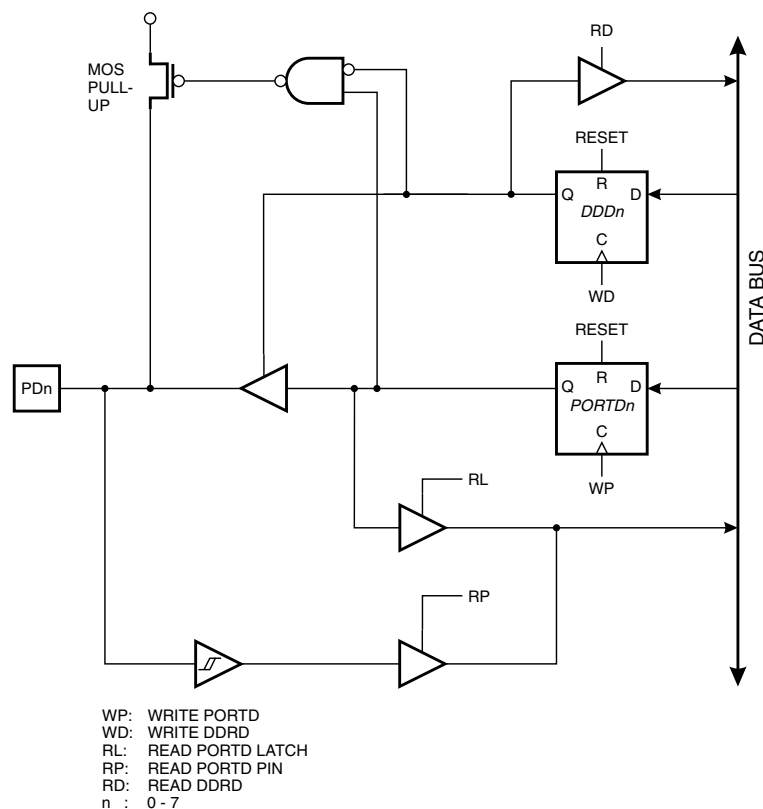 RD
MOS
PULL-
UP
RESET
R
Q
D
DDDn
C
WD
DATA BUS
RESET
R
PDn
Q
D
PORTDn
C
WP
RL
RP
WP: WRITE PORTD
WD: WRITE DDRD
RL: READ PORTD LATCH
RP: READ PORTD PIN
RD: READ DDRD
n : 0 - 7